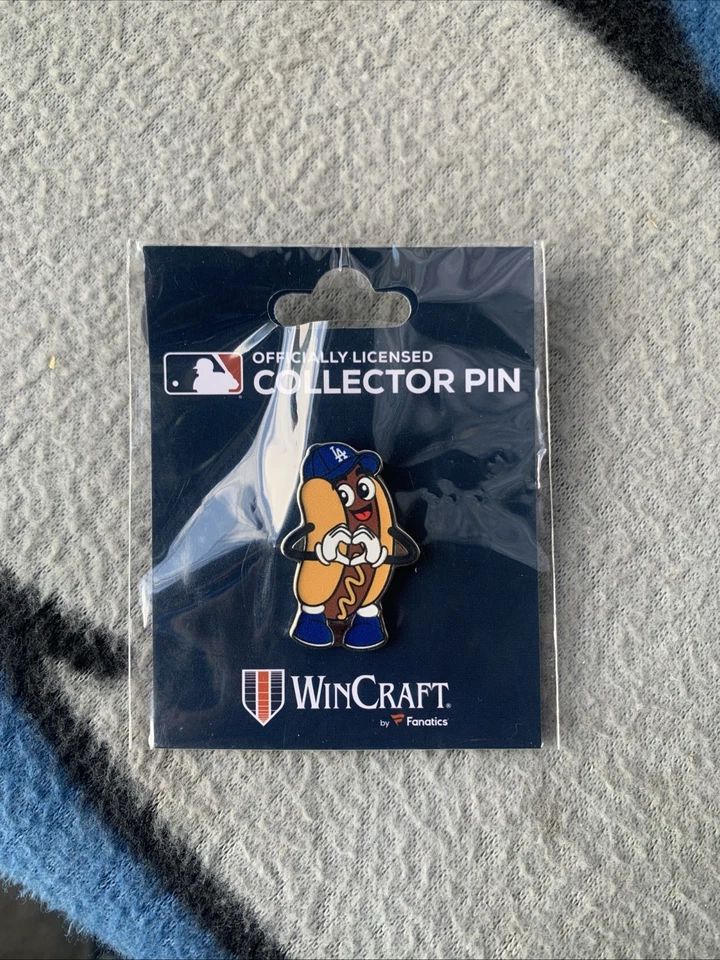 OFFICIALLY LICENSED
COLLECTOR PIN
LA
WINCRAFT®
by Fanatics